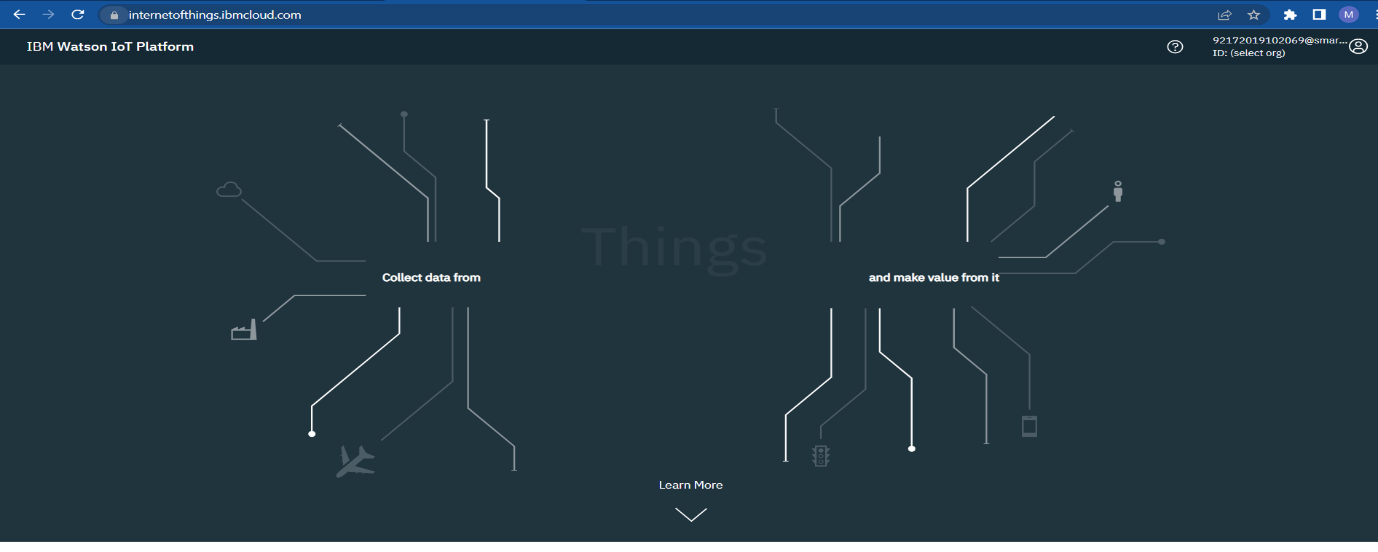 internetofthings.ibmcloud.com
M
IBM Watson IoT Platform
92172019102069@smar...
ID: (select org)
Things
Collect data from
and make value from it
Learn More